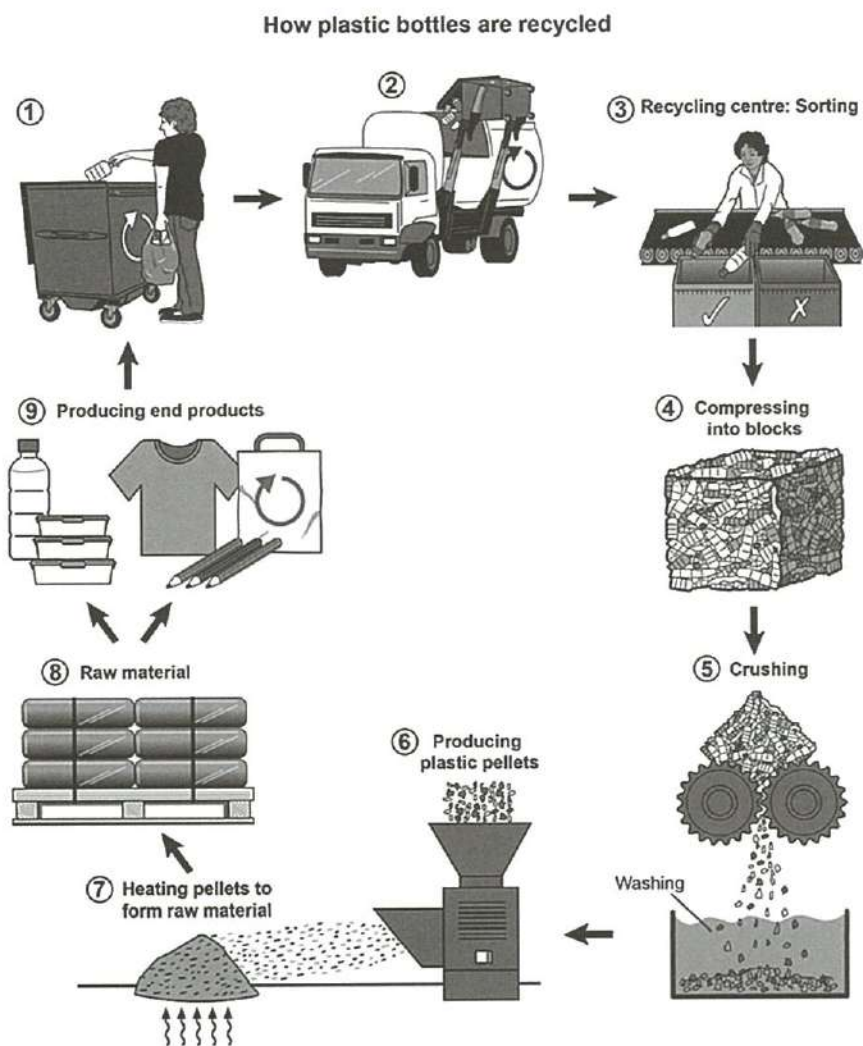 How plastic bottles are recycled
1
2
3 Recycling centre: Sorting
4 Compressing
into blocks
5 Crushing
Washing
6 Producing
plastic pellets
7 Heating pellets to
form raw material
8 Raw material
9 Producing end products